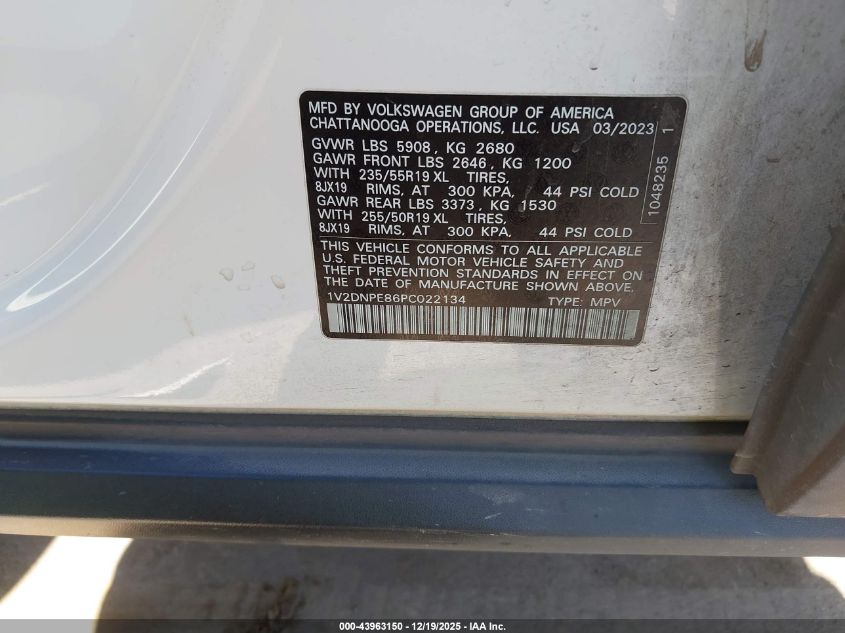 MFD BY VOLKSWAGEN GROUP OF AMERICA
CHATTANOOGA OPERATIONS, LLC. USA 03/2023
GVWR LBS 5908, KG 2680
GAWR FRONT LBS 2646, KG 1200
WITH 235/55R19 XL TIRES,
8JX19 RIMS, AT 300 KPA, 44 PSI COLD
GAWR REAR LBS 3373, KG 1530
WITH 255/50R19 XL TIRES,
8JX19 RIMS, AT 300 KPA, 44 PSI COLD
THIS VEHICLE CONFORMS TO ALL APPLICABLE
U.S. FEDERAL MOTOR VEHICLE SAFETY AND
THEFT PREVENTION STANDARDS IN EFFECT ON
THE DATE OF MANUFACTURE SHOWN ABOVE.
1V2DNPE86PC022134 TYPE: MPV
1048235 1
000-43963150 - 12/19/2025 - IAA Inc.